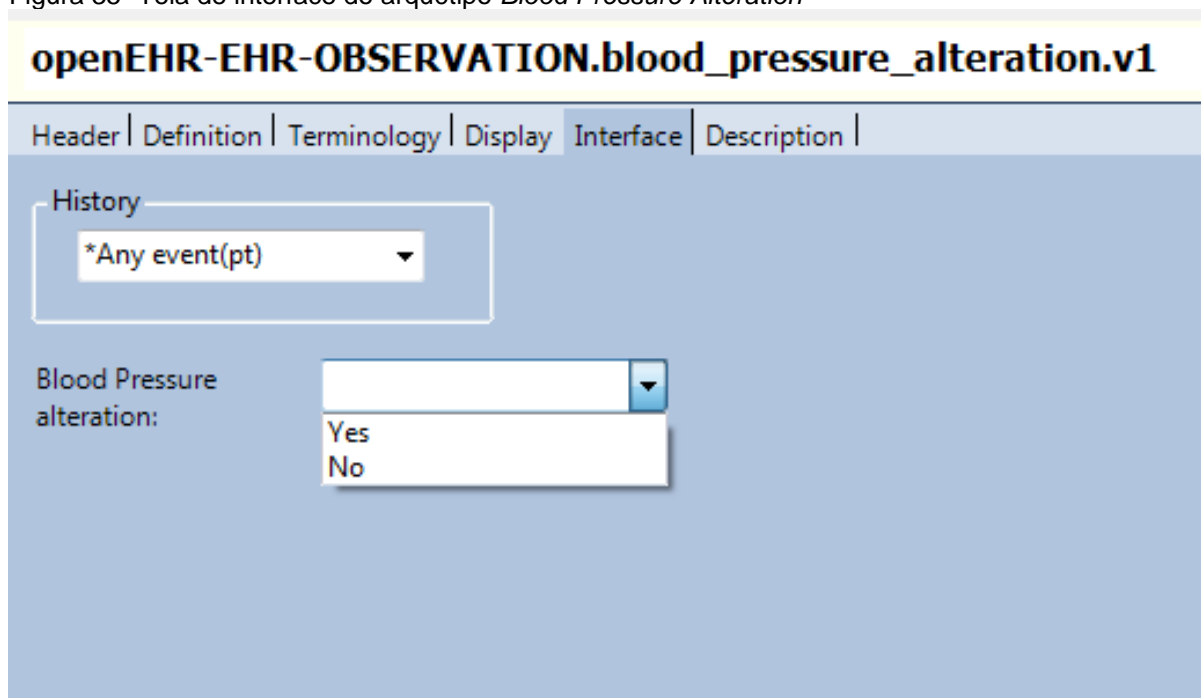 openEHR-EHR-OBSERVATION.blood_pressure_alteration.v1
Header Definition Terminology Display Interface Description
History
*Any event(pt)
Blood Pressure
alteration:
Yes
No